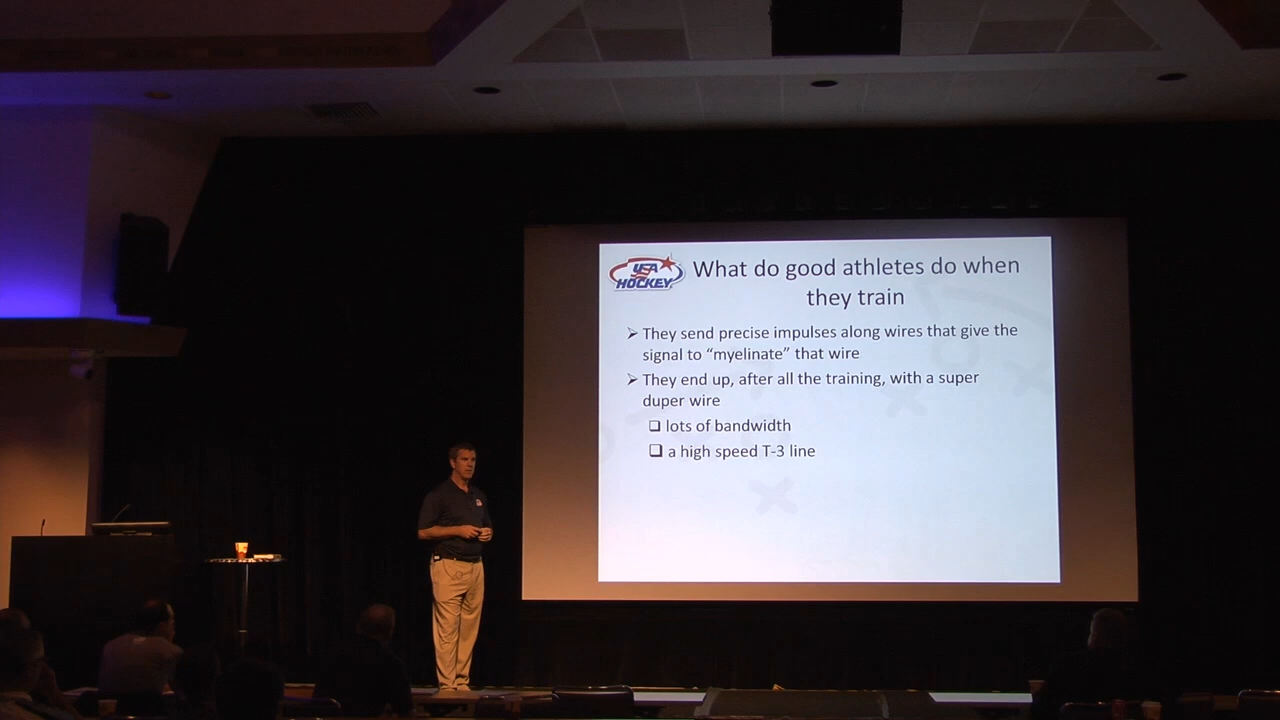 USA
HOCKEY
What do good athletes do when
they train
They send precise impulses along wires that give the
signal to “myelinate” that wire
They end up, after all the training, with a super
duper wire
lots of bandwidth
a high speed T-3 line